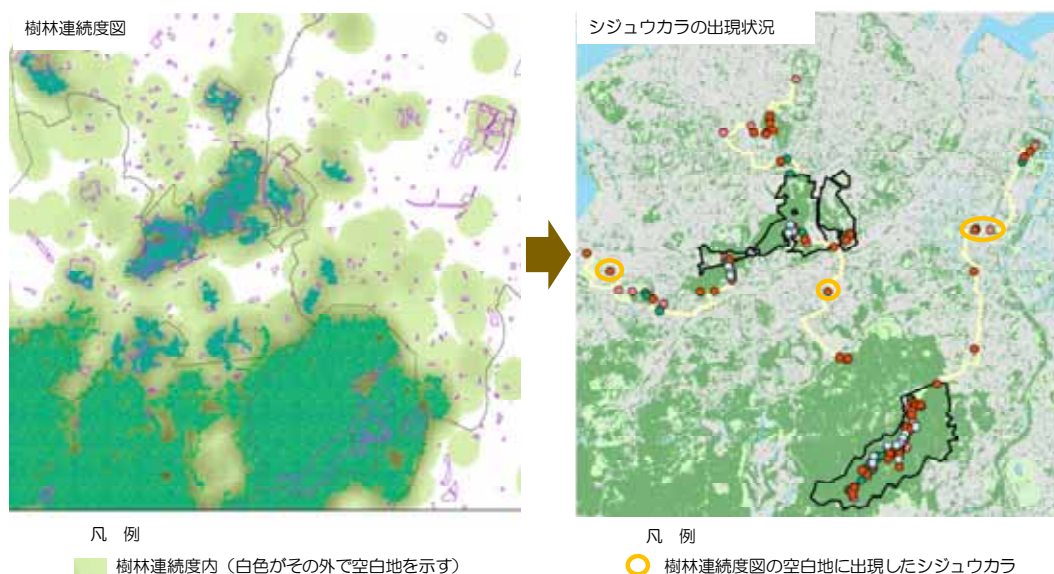 樹林連続度図
シジュウカラの出現状況
凡 例
樹林連続度内（白色がその外で空白地を示す）
凡 例
樹林連続度図の空白地に出現したシジュウカラ